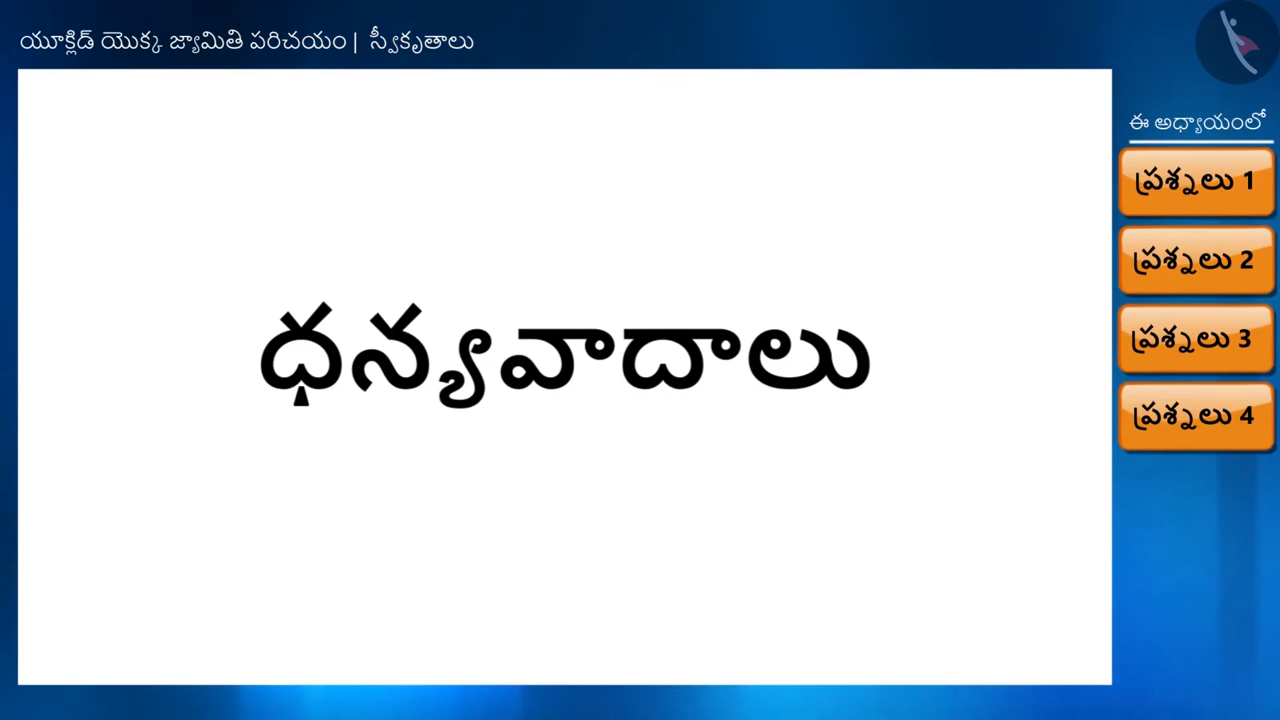 యూక్లిడ్ యొక్క జ్యామితి పరిచయం | స్వీకృతాలు
ధన్యవాదాలు
ఈ అధ్యాయంలో
ప్రశ్నలు 1
ప్రశ్నలు 2
ప్రశ్నలు 3
ప్రశ్నలు 4